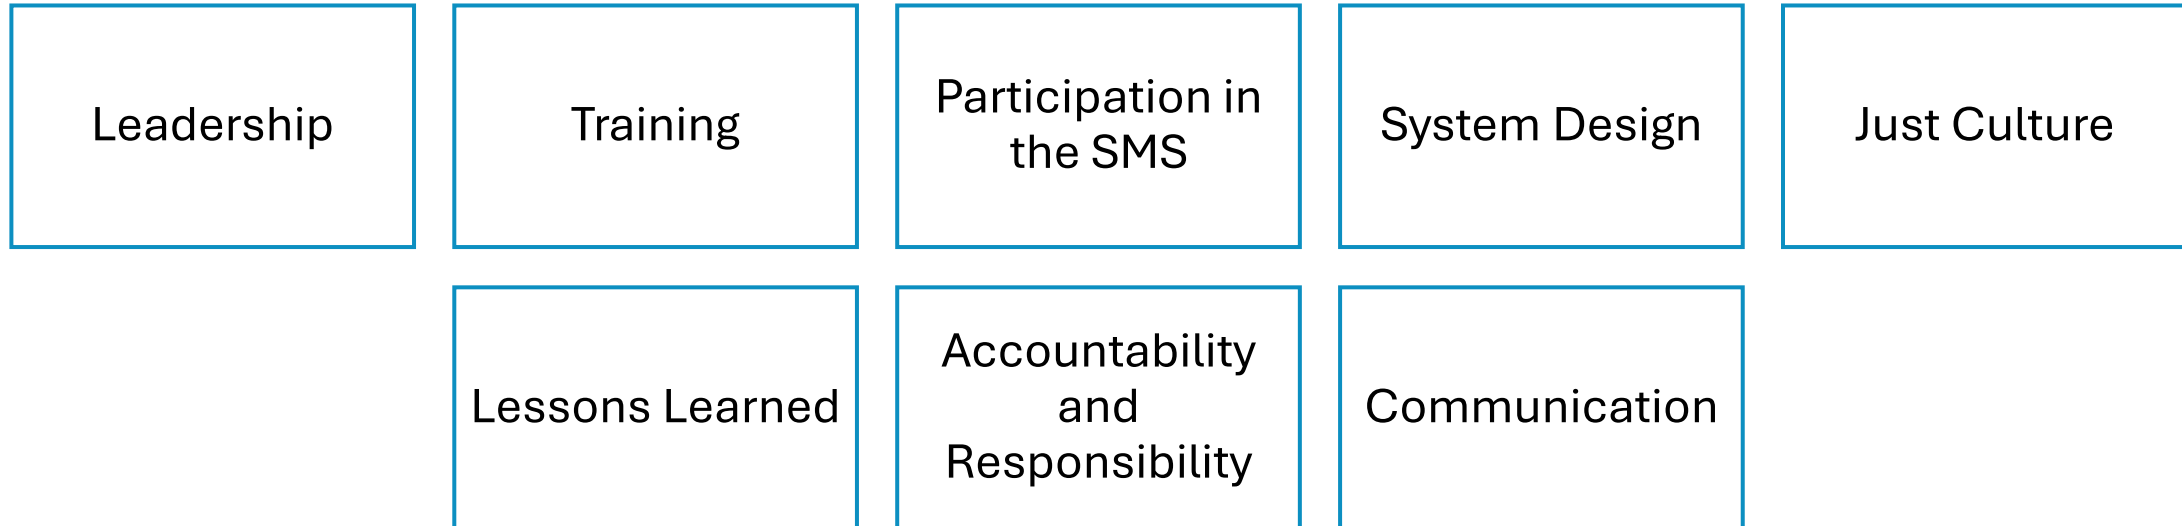 Leadership
Training
Participation in
the SMS
System Design
Just Culture
Lessons Learned
Accountability
and
Responsibility
Communication